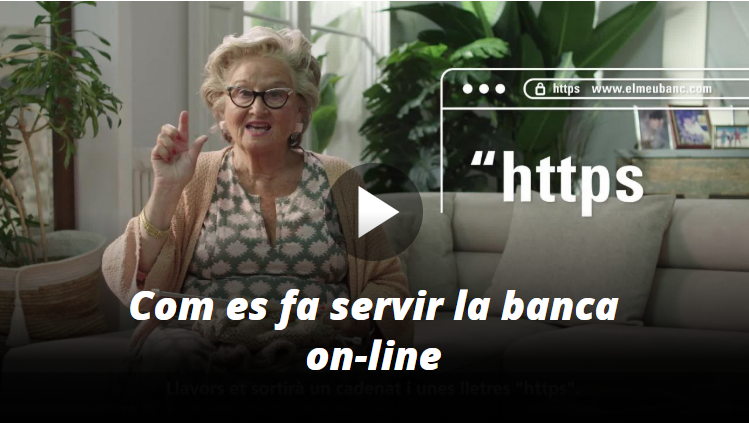 https www.elmeubanc.com
“https
Com es fa servir la banca
on-line
Llavors et sortirà un cadenat i unes lletres "https".